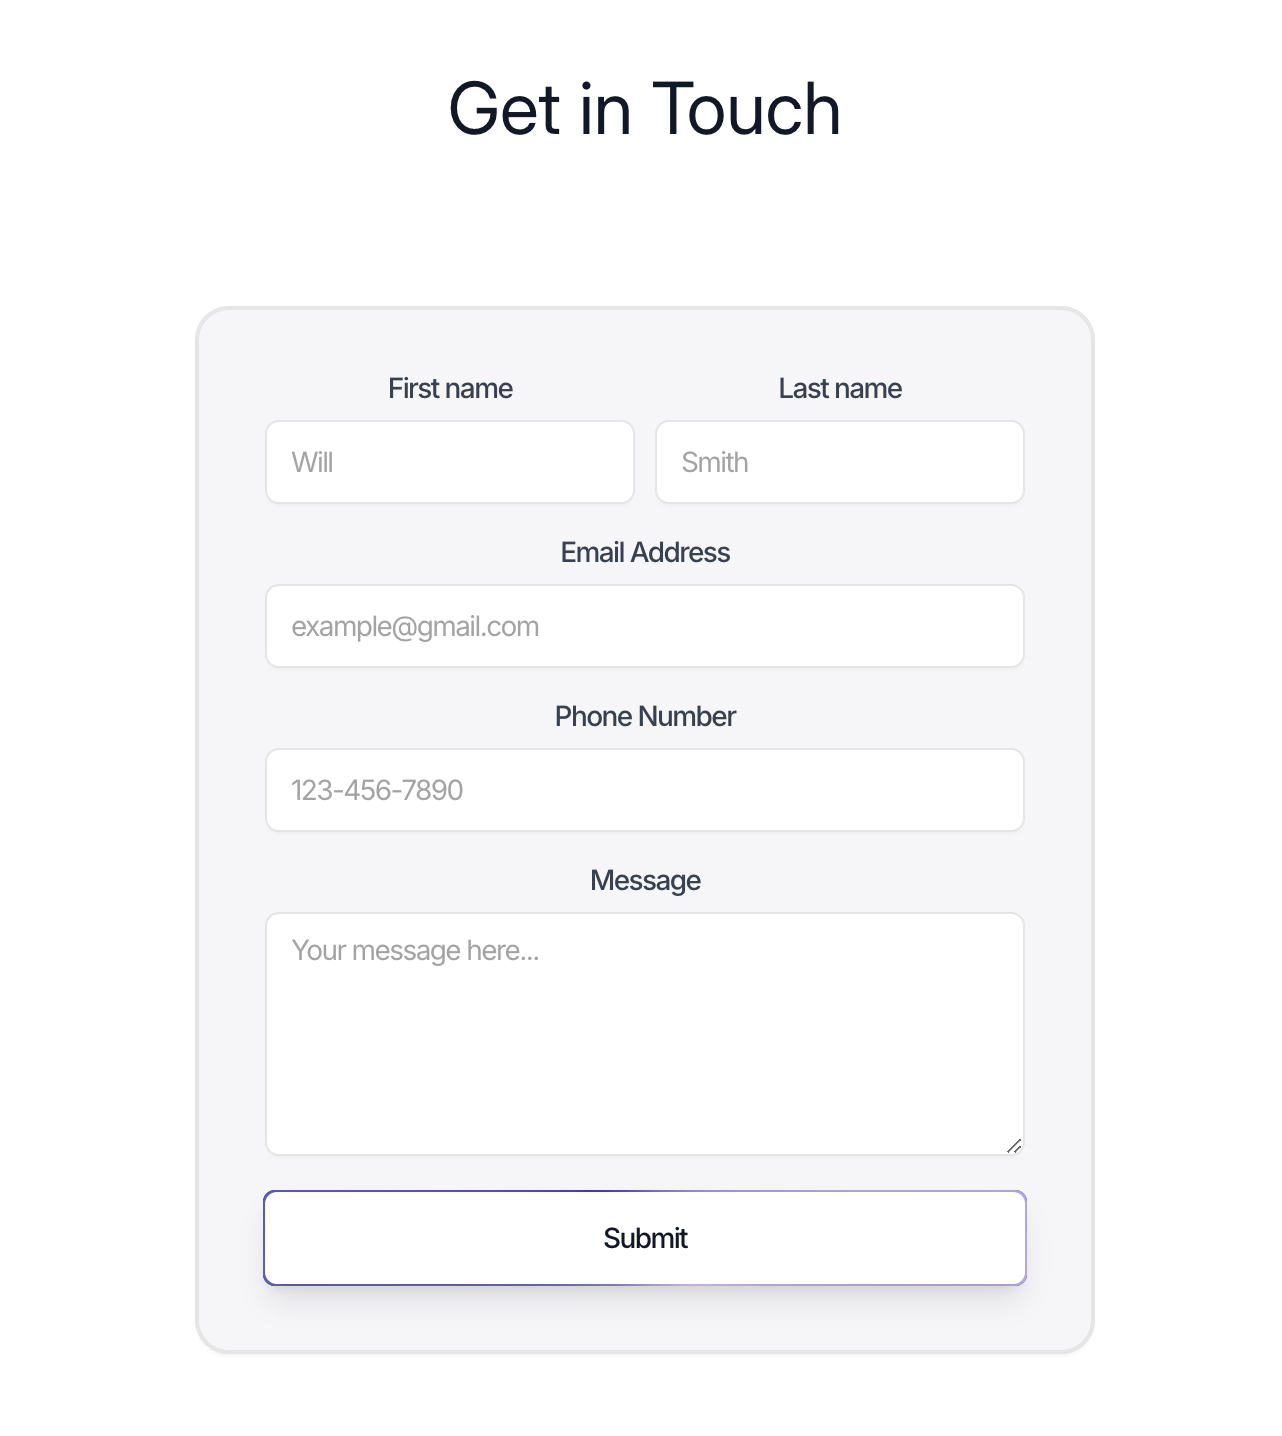 Get in Touch
First name Last name
Will Smith
Email Address
example@gmail.com
Phone Number
123-456-7890
Message
Your message here...
Submit